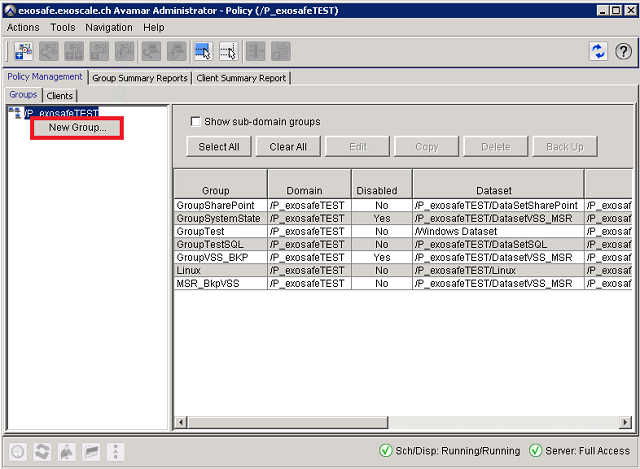 exosafe.exoscale.ch Avamar Administrator - Policy (/P_exosafeTEST)
Actions Tools Navigation Help
Policy Management Group Summary Reports Client Summary Report
Groups Clients
/P_exosafeTEST
New Group...
Show sub-domain groups
Select All Clear All Edit Copy Delete Back Up
Group Domain Disabled Dataset
GroupSharePoint /P_exosafeTEST No /P_exosafeTEST/DataSetSharePoint /P_exosaf
GroupSystemState /P_exosafeTEST Yes /P_exosafeTEST/DatasetVSS_MSR /P_exosaf
GroupTest /P_exosafeTEST No /Windows Dataset /P_exosaf
GroupTestSQL /P_exosafeTEST No /P_exosafeTEST/DataSetSQL /P_exosaf
GroupVSS_BKP /P_exosafeTEST Yes /P_exosafeTEST/DatasetVSS_MSR /P_exosaf
Linux /P_exosafeTEST No /P_exosafeTEST/Linux /P_exosaf
MSR_BkpVSS /P_exosafeTEST No /P_exosafeTEST/DatasetVSS_MSR /P_exosaf
Sch/Disp: Running/Running Server: Full Access